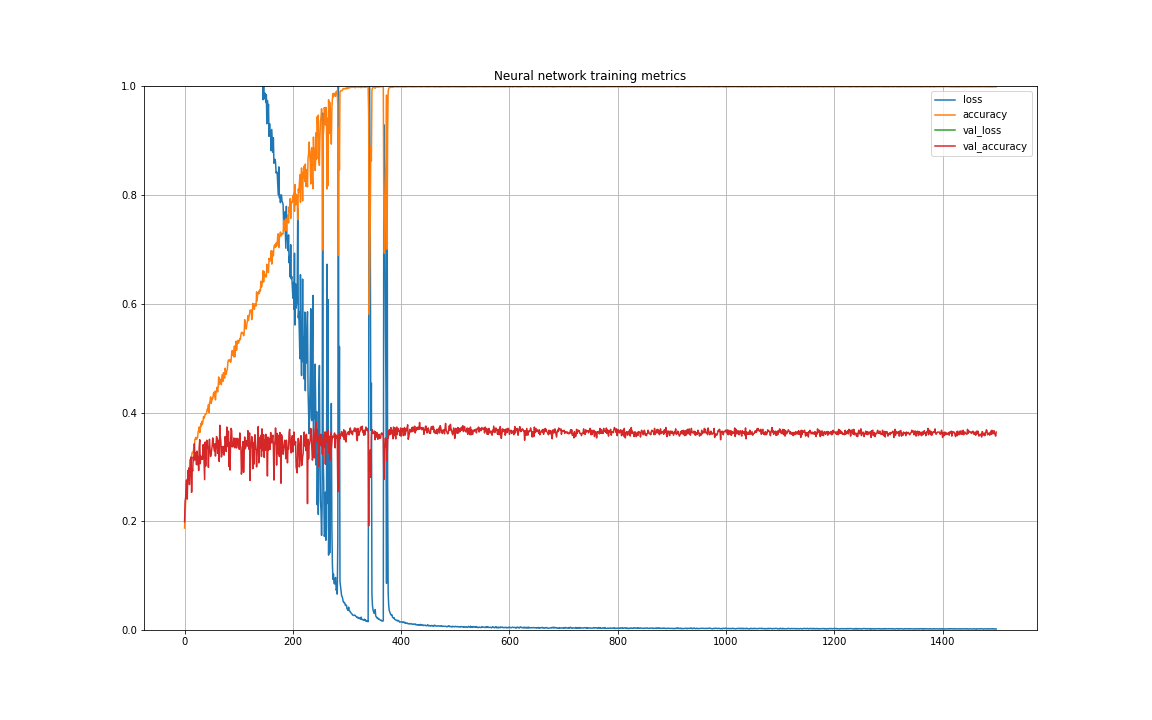 Neural network training metrics
1.0
loss
accuracy
val_loss
val_accuracy
0.8
0.6
0.4
0.2
0.0
0 200 400 600 800 1000 1200 1400